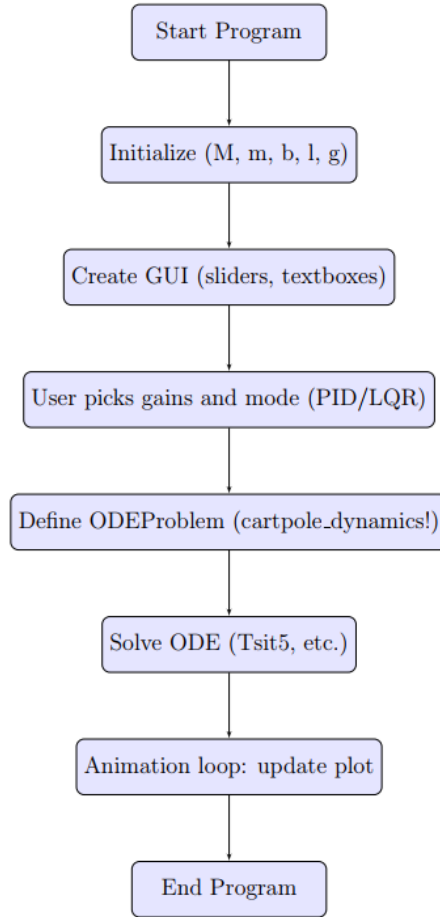 Start Program
Initialize (M, m, b, l, g)
Create GUI (sliders, textboxes)
User picks gains and mode (PID/LQR)
Define ODEProblem (cartpole_dynamics!)
Solve ODE (Tsit5, etc.)
Animation loop: update plot
End Program